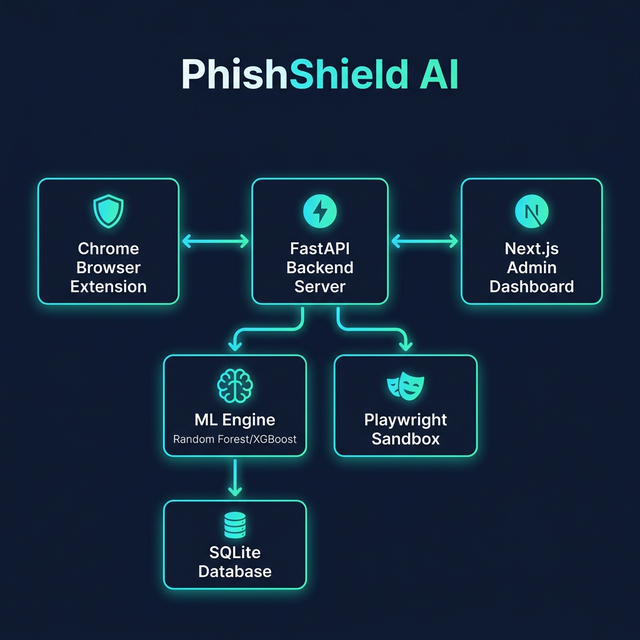 PhishShield AI
Chrome
Browser
Extension
FastAPI
Backend
Server
N
Next.js
Admin
Dashboard
ML Engine
Random Forest/XGBoost
Playwright
Sandbox
SQLite
Database